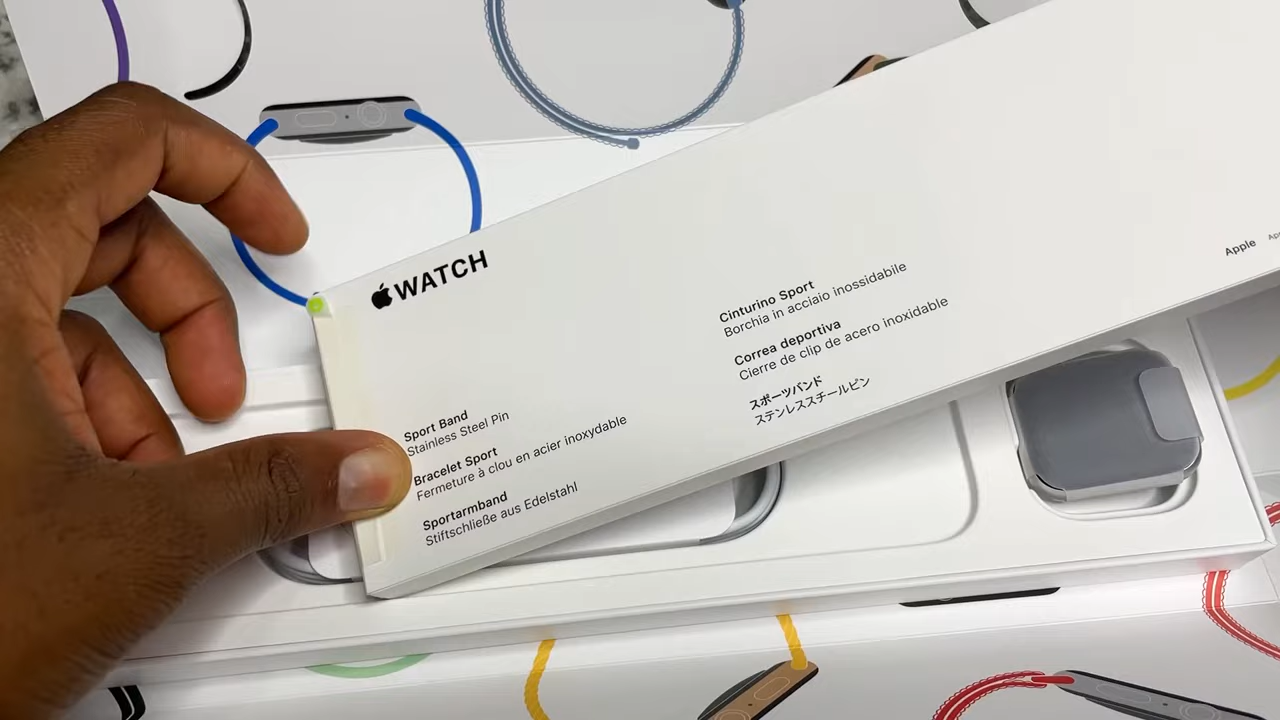 WATCH
Sport Band
Stainless Steel Pin
Bracelet Sport
Fermeture à clou en acier inoxydable
Sportarmband
Stiftschließe aus Edelstahl
Cinturino Sport
Borchia in acciaio inossidabile
Correa deportiva
Cierre de clip de acero inoxidable
スポーツバンド
ステンレススチールピン
Apple